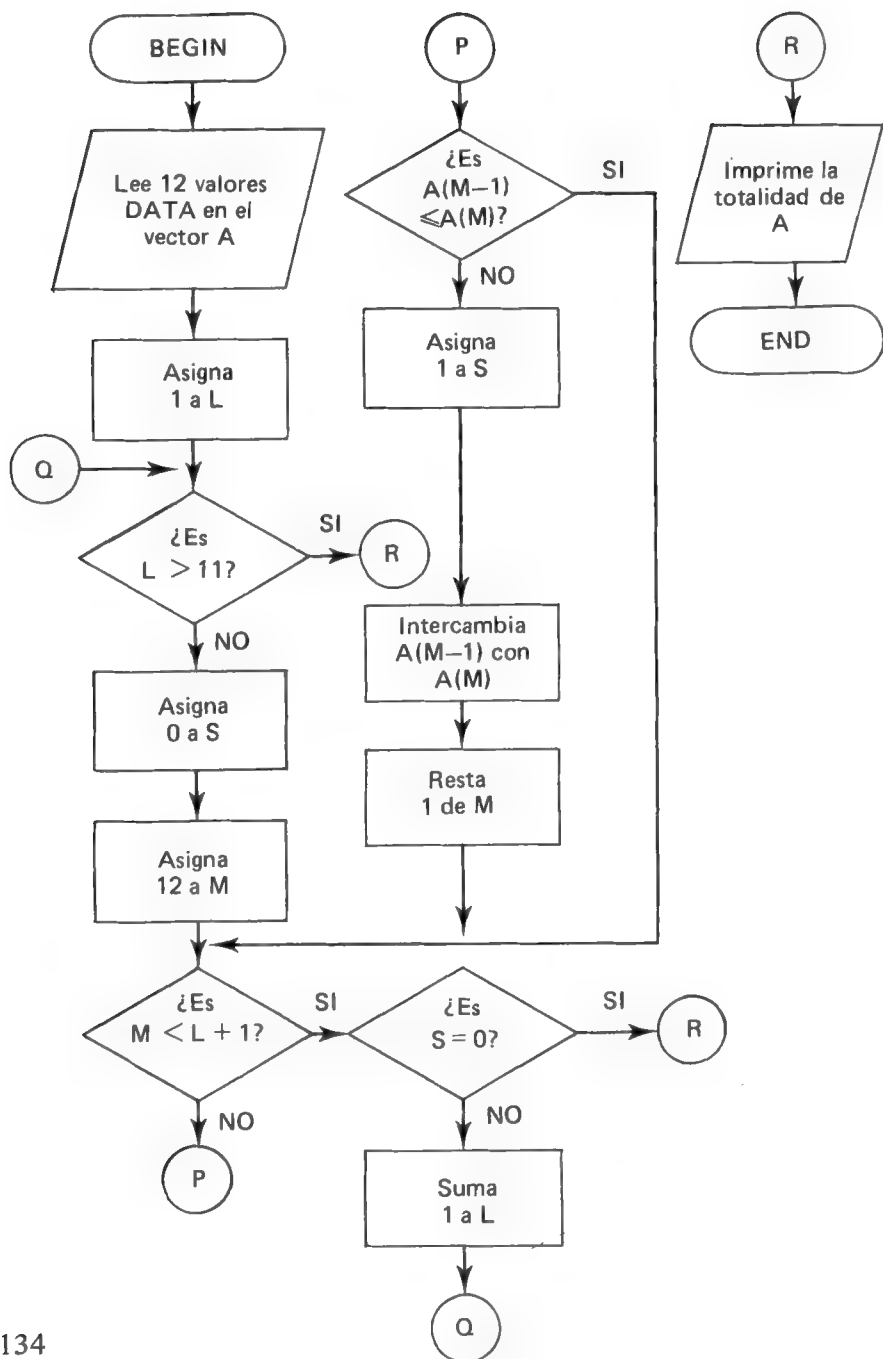 BEGIN
Lee 12 valores
DATA en el
vector A
Asigna
1 a L
Q
¿Es
L > 11?
SI
R
NO
Asigna
0 a S
Asigna
12 a M
¿Es
M < L + 1?
SI
NO
P
¿Es
S = 0?
SI
R
NO
Suma
1 a L
Q
P
¿Es
A(M–1)
⩽A(M)?
SI
NO
Asigna
1 a S
Intercambia
A(M–1) con
A(M)
Resta
1 de M
R
Imprime la
totalidad de
A
END
134